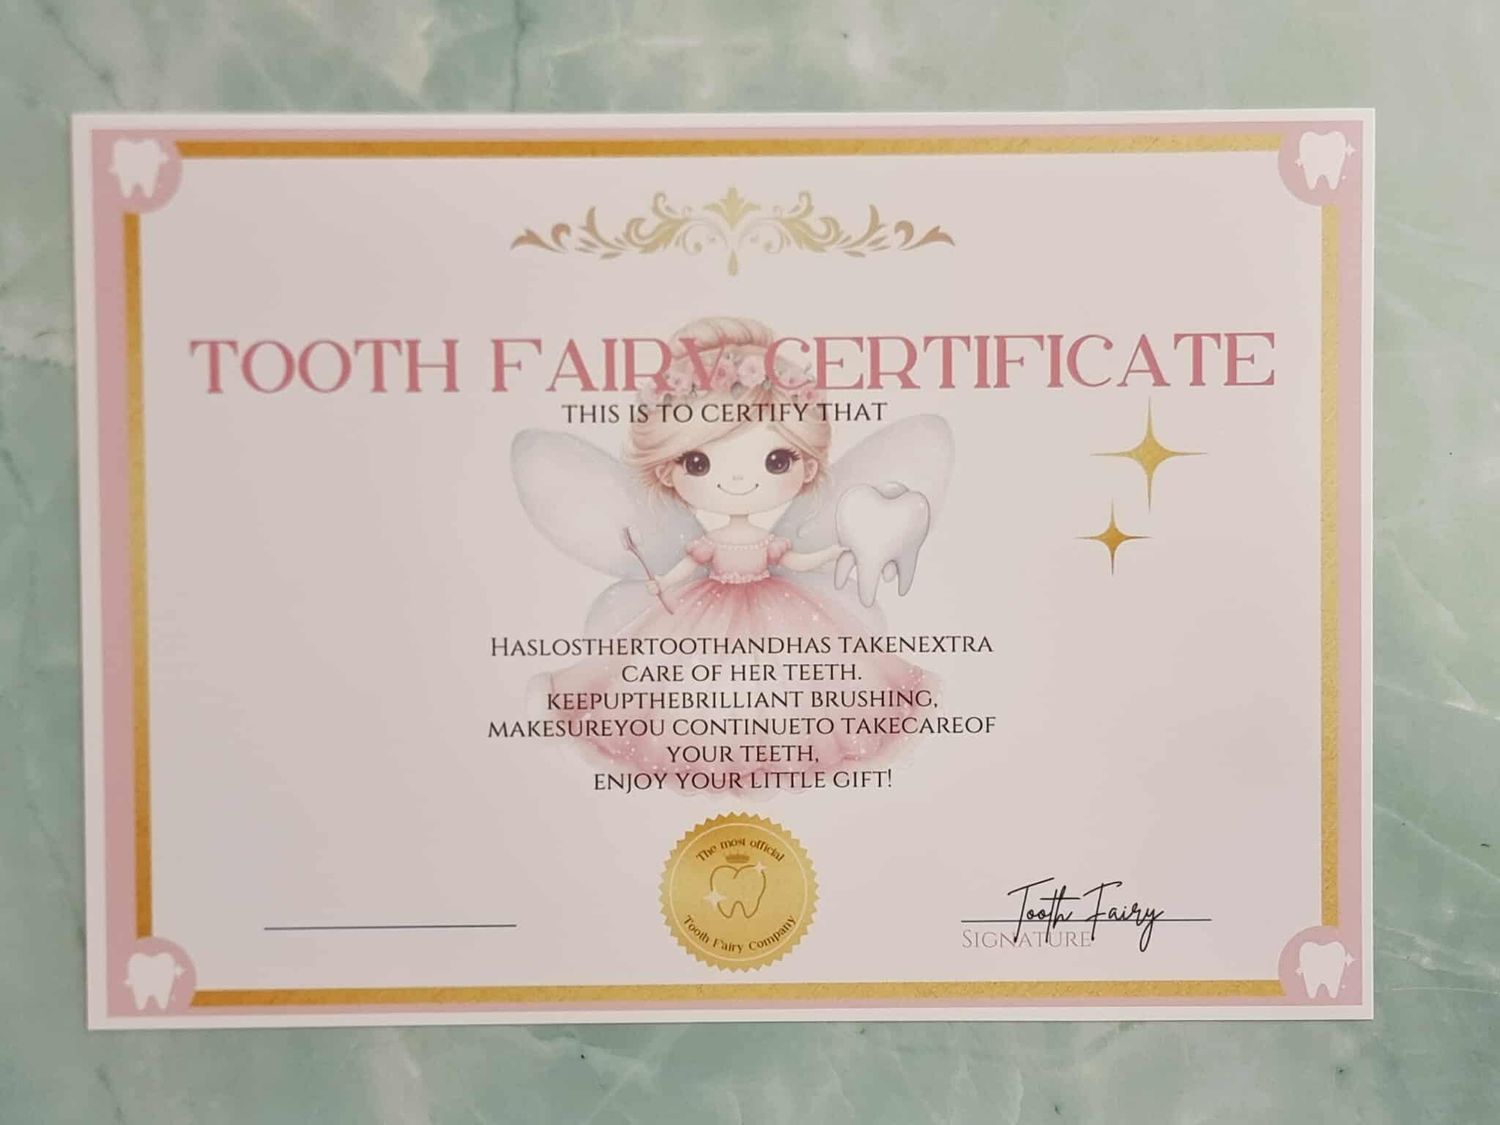 TOOTH FAIRY CERTIFICATE
THIS IS TO CERTIFY THAT
HASLOSTHERTOOTHANDHAS TAKENEXTRA
CARE OF HER TEETH.
KEEPUPTHEBRILLIANT BRUSHING,
MAKESUREYOU CONTINUETO TAKECAREOF
YOUR TEETH,
ENJOY YOUR LITTLE GIFT!
The most official
Tooth Fairy Company
Tooth Fairy
SIGNATURE